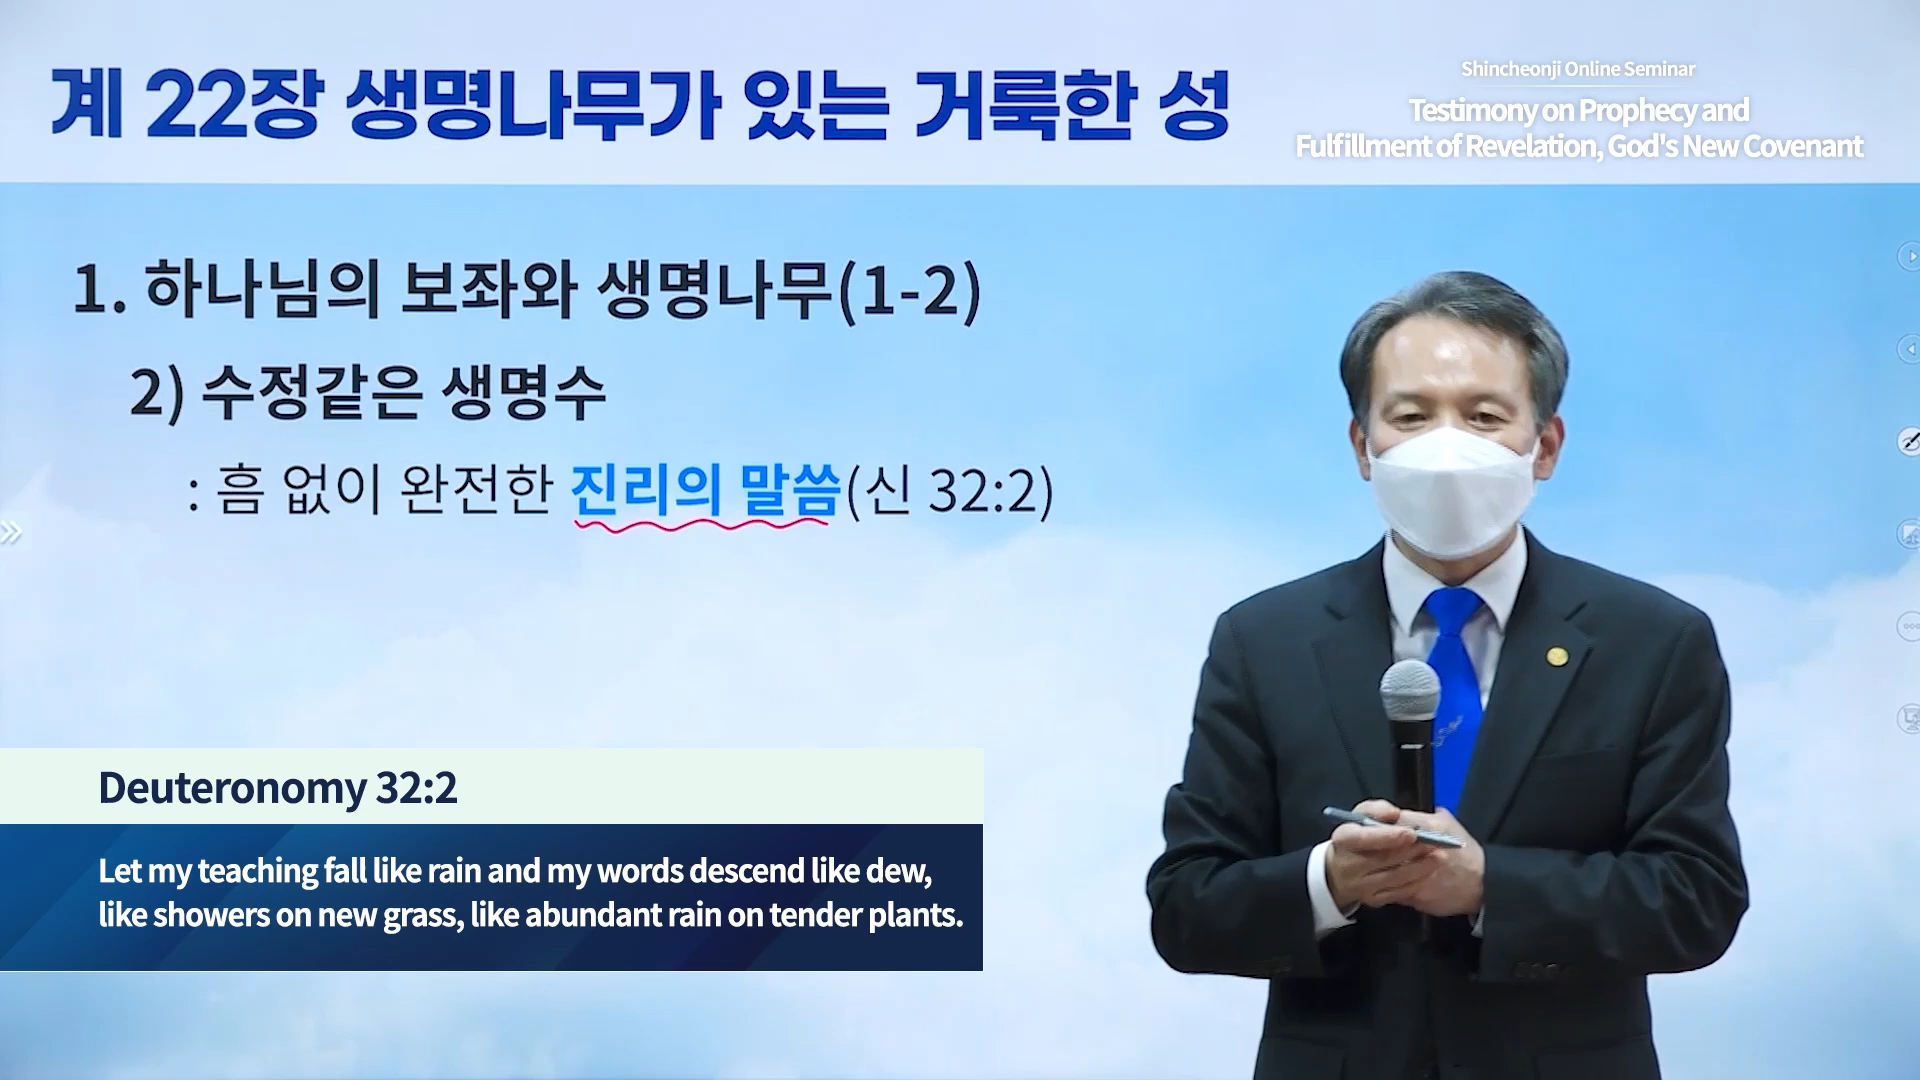 계 22장 생명나무가 있는 거룩한 성
Shincheonji Online Seminar
Testimony on Prophecy and
Fulfillment of Revelation, God's New Covenant
1. 하나님의 보좌와 생명나무(1-2)
2) 수정같은 생명수
: 흠 없이 완전한 진리의 말씀(신 32:2)
Deuteronomy 32:2
Let my teaching fall like rain and my words descend like dew,
like showers on new grass, like abundant rain on tender plants.